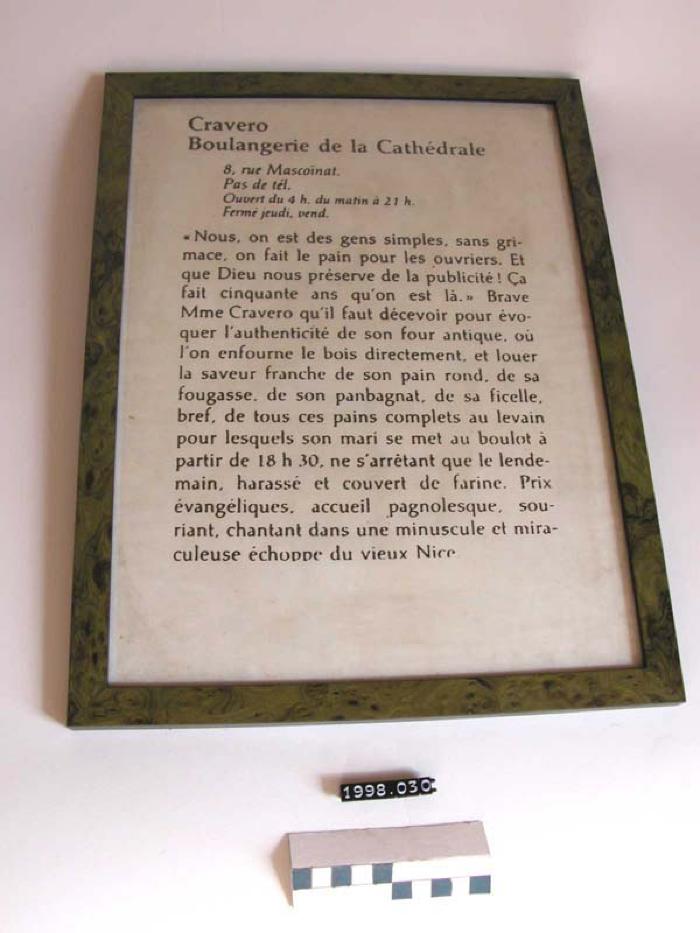 Cravero
Boulangerie de la Cathédrale
8, rue Mascoïnat.
Pas de tél.
Ouvert du 4 h. du matin à 21 h.
Fermé jeudi, vend.
« Nous, on est des gens simples, sans gri-
mace, on fait le pain pour les ouvriers. Et
que Dieu nous préserve de la publicité ! Ça
fait cinquante ans qu'on est là. » Brave
Mme Cravero qu'il faut décevoir pour évo-
quer l'authenticité de son four antique, où
l'on enfourne le bois directement, et louer
la saveur franche de son pain rond, de sa
fougasse, de son panbagnat, de sa ficelle,
bref, de tous ces pains complets au levain
pour lesquels son mari se met au boulot à
partir de 18 h 30, ne s'arrêtant que le lende-
main, harassé et couvert de farine. Prix
évangéliques, accueil pagnolesque, sou-
riant, chantant dans une minuscule et mira-
culeuse échoppe du vieux Nice.
1998.030